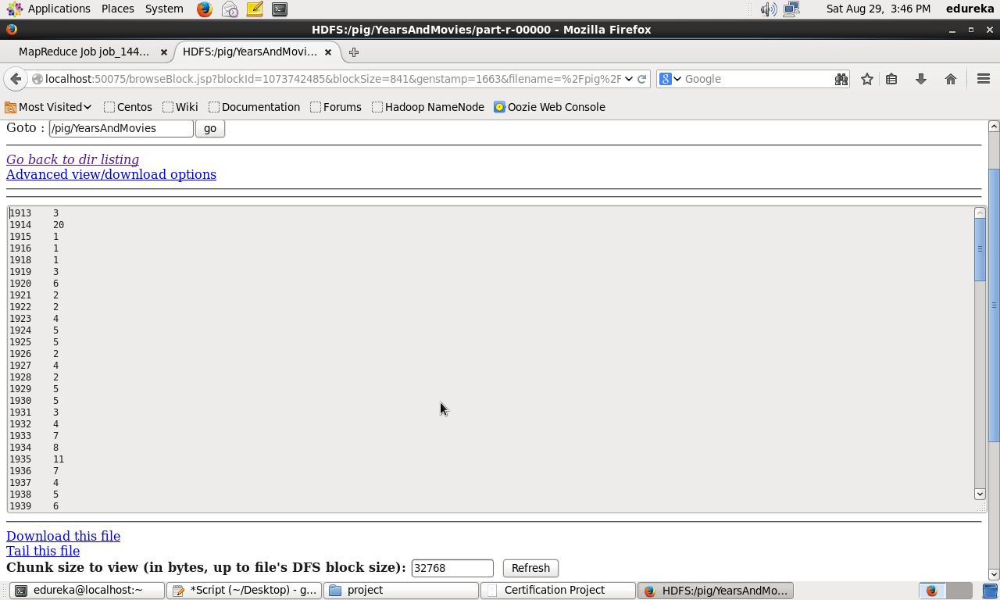 Applications Places System Sat Aug 29, 3:46 PM edureka
HDFS:/pig/YearsAndMovies/part-r-00000 - Mozilla Firefox
MapReduce Job job_144... HDFS:/pig/YearsAndMovi...
localhost:50075/browseBlock.jsp?blockId=1073742485&blockSize=841&genstamp=1663&filename=%2Fpig%2F Google
Most Visited Centos Wiki Documentation Forums Hadoop NameNode Oozie Web Console
Goto : /pig/YearsAndMovies go
Go back to dir listing
Advanced view/download options
1913 3
1914 20
1915 1
1916 1
1918 1
1919 3
1920 6
1921 2
1922 2
1923 4
1924 5
1925 5
1926 2
1927 4
1928 2
1929 5
1930 5
1931 3
1932 4
1933 7
1934 8
1935 11
1936 7
1937 4
1938 5
1939 6
Download this file
Tail this file
Chunk size to view (in bytes, up to file's DFS block size): 32768 Refresh
edureka@localhost:~ *Script (~/Desktop) - g... project Certification Project HDFS:/pig/YearsAndMo...